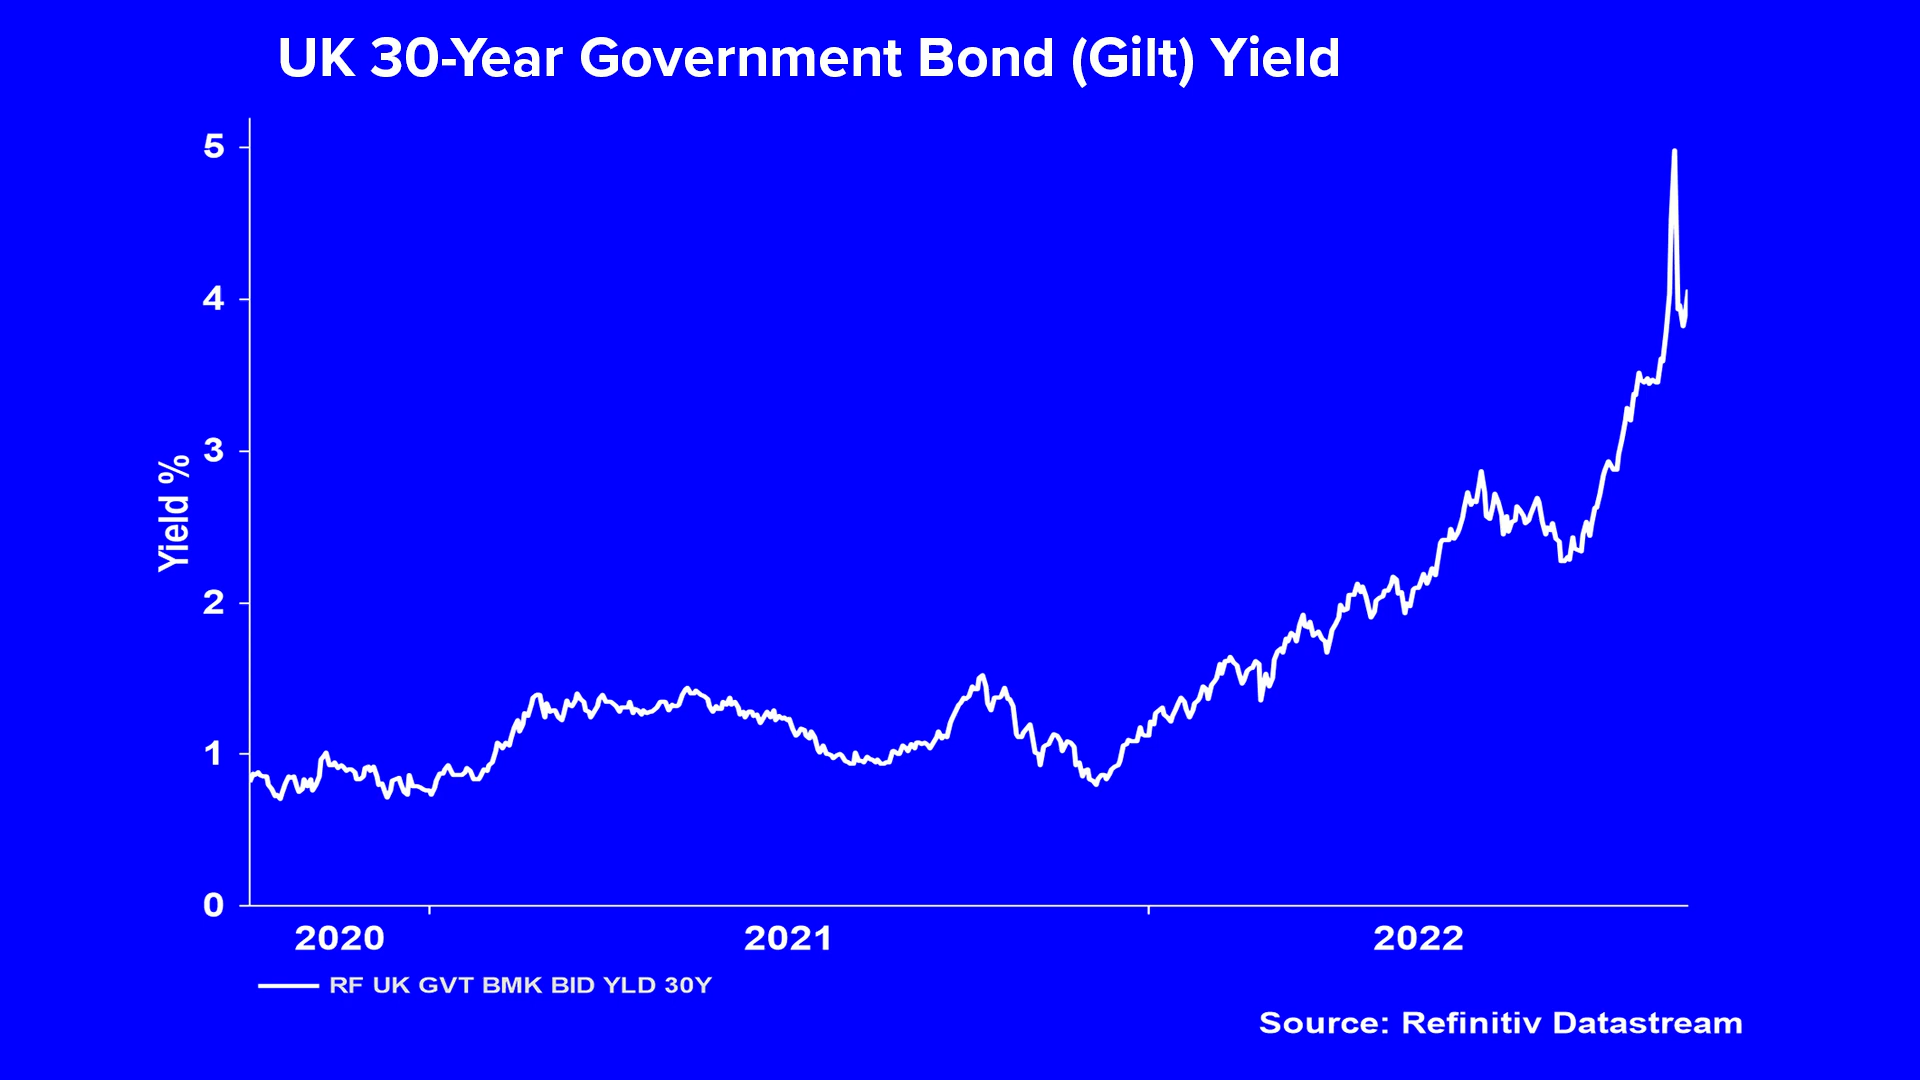 UK 30-Year Government Bond (Gilt) Yield
5
4
3
2
1
0
Yield %
2020 2021 2022
RF UK GVT BMK BID YLD 30Y
Source: Refinitiv Datastream